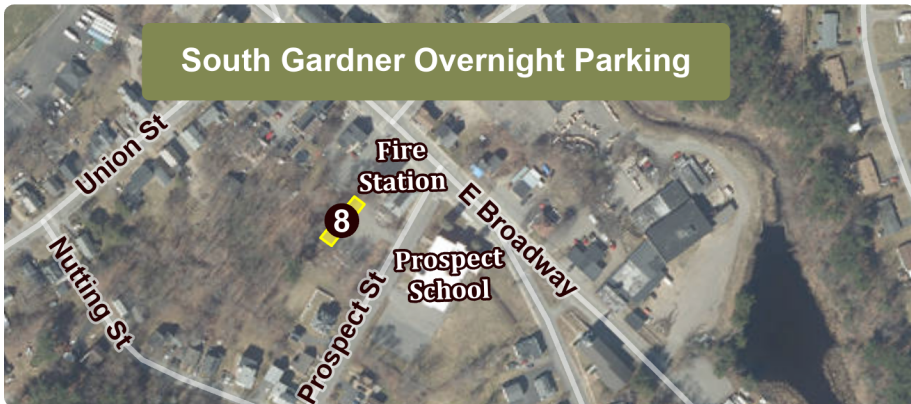 South Gardner Overnight Parking
Union St
Fire
Station
E Broadway
8
Nutting St
Prospect
School
Prospect St